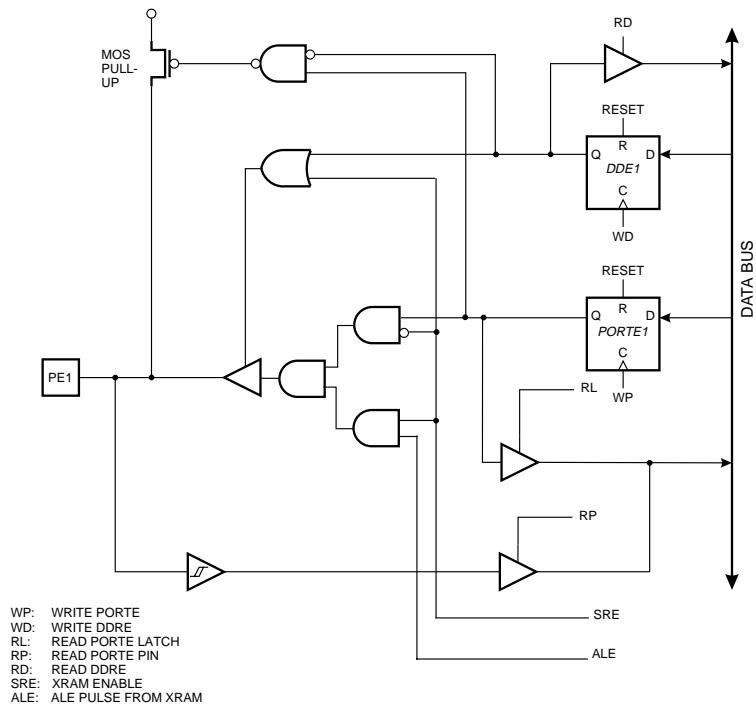 RD
MOS
PULL-
UP
RESET
R
Q
D
DDE1
C
WD
DATA BUS
RESET
R
Q
D
PORTE1
C
WP
RL
PE1
RP
SRE
ALE
WP: WRITE PORTE
WD: WRITE DDRE
RL: READ PORTE LATCH
RP: READ PORTE PIN
RD: READ DDRE
SRE: XRAM ENABLE
ALE: ALE PULSE FROM XRAM